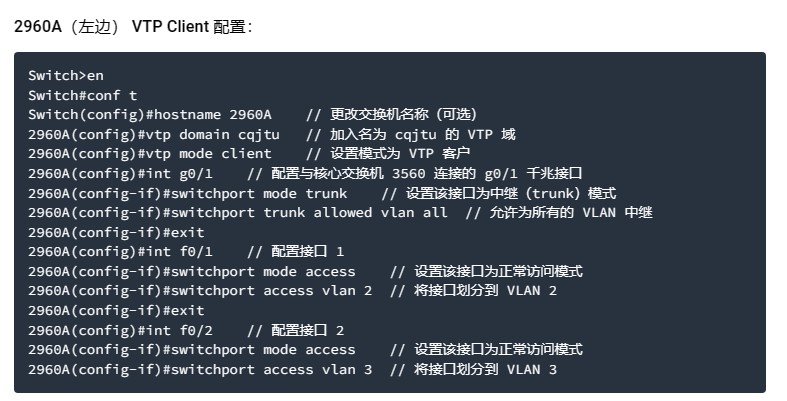 2960A（左边） VTP Client 配置：
Switch>en
Switch#conf t
Switch(config)#hostname 2960A    // 更改交换机名称（可选）
2960A(config)#vtp domain cqjtu   // 加入名为 cqjtu 的 VTP 域
2960A(config)#vtp mode client    // 设置模式为 VTP 客户
2960A(config)#int g0/1    // 配置与核心交换机 3560 连接的 g0/1 千兆接口
2960A(config-if)#switchport mode trunk    // 设置该接口为中继（trunk）模式
2960A(config-if)#switchport trunk allowed vlan all  // 允许为所有的 VLAN 中继
2960A(config-if)#exit
2960A(config)#int f0/1    // 配置接口 1
2960A(config-if)#switchport mode access    // 设置该接口为正常访问模式
2960A(config-if)#switchport access vlan 2  // 将接口划分到 VLAN 2
2960A(config-if)#exit
2960A(config)#int f0/2    // 配置接口 2
2960A(config-if)#switchport mode access    // 设置该接口为正常访问模式
2960A(config-if)#switchport access vlan 3  // 将接口划分到 VLAN 3